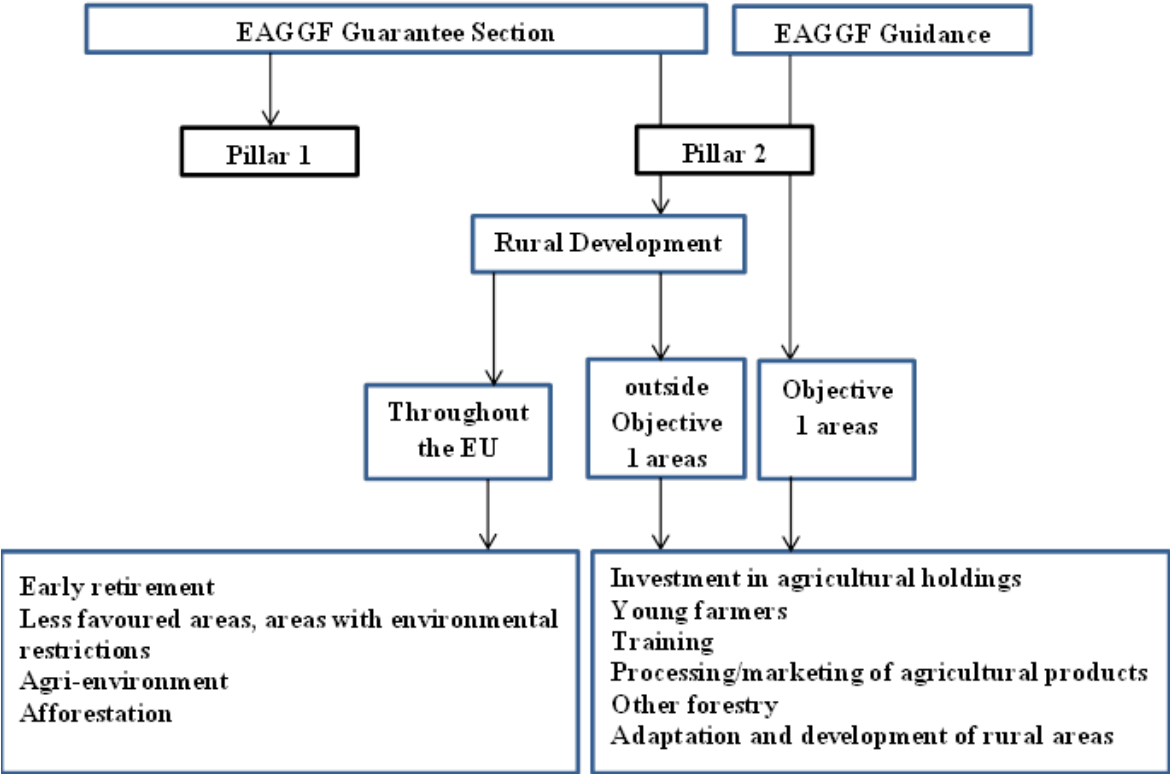 EAGGF Guarantee Section
EAGGF Guidance
Pillar 1
Pillar 2
Rural Development
Throughout
the EU
outside
Objective
1 areas
Objective
1 areas
Early retirement
Less favoured areas, areas with environmental
restrictions
Agri-environment
Afforestation
Investment in agricultural holdings
Young farmers
Training
Processing/marketing of agricultural products
Other forestry
Adaptation and development of rural areas